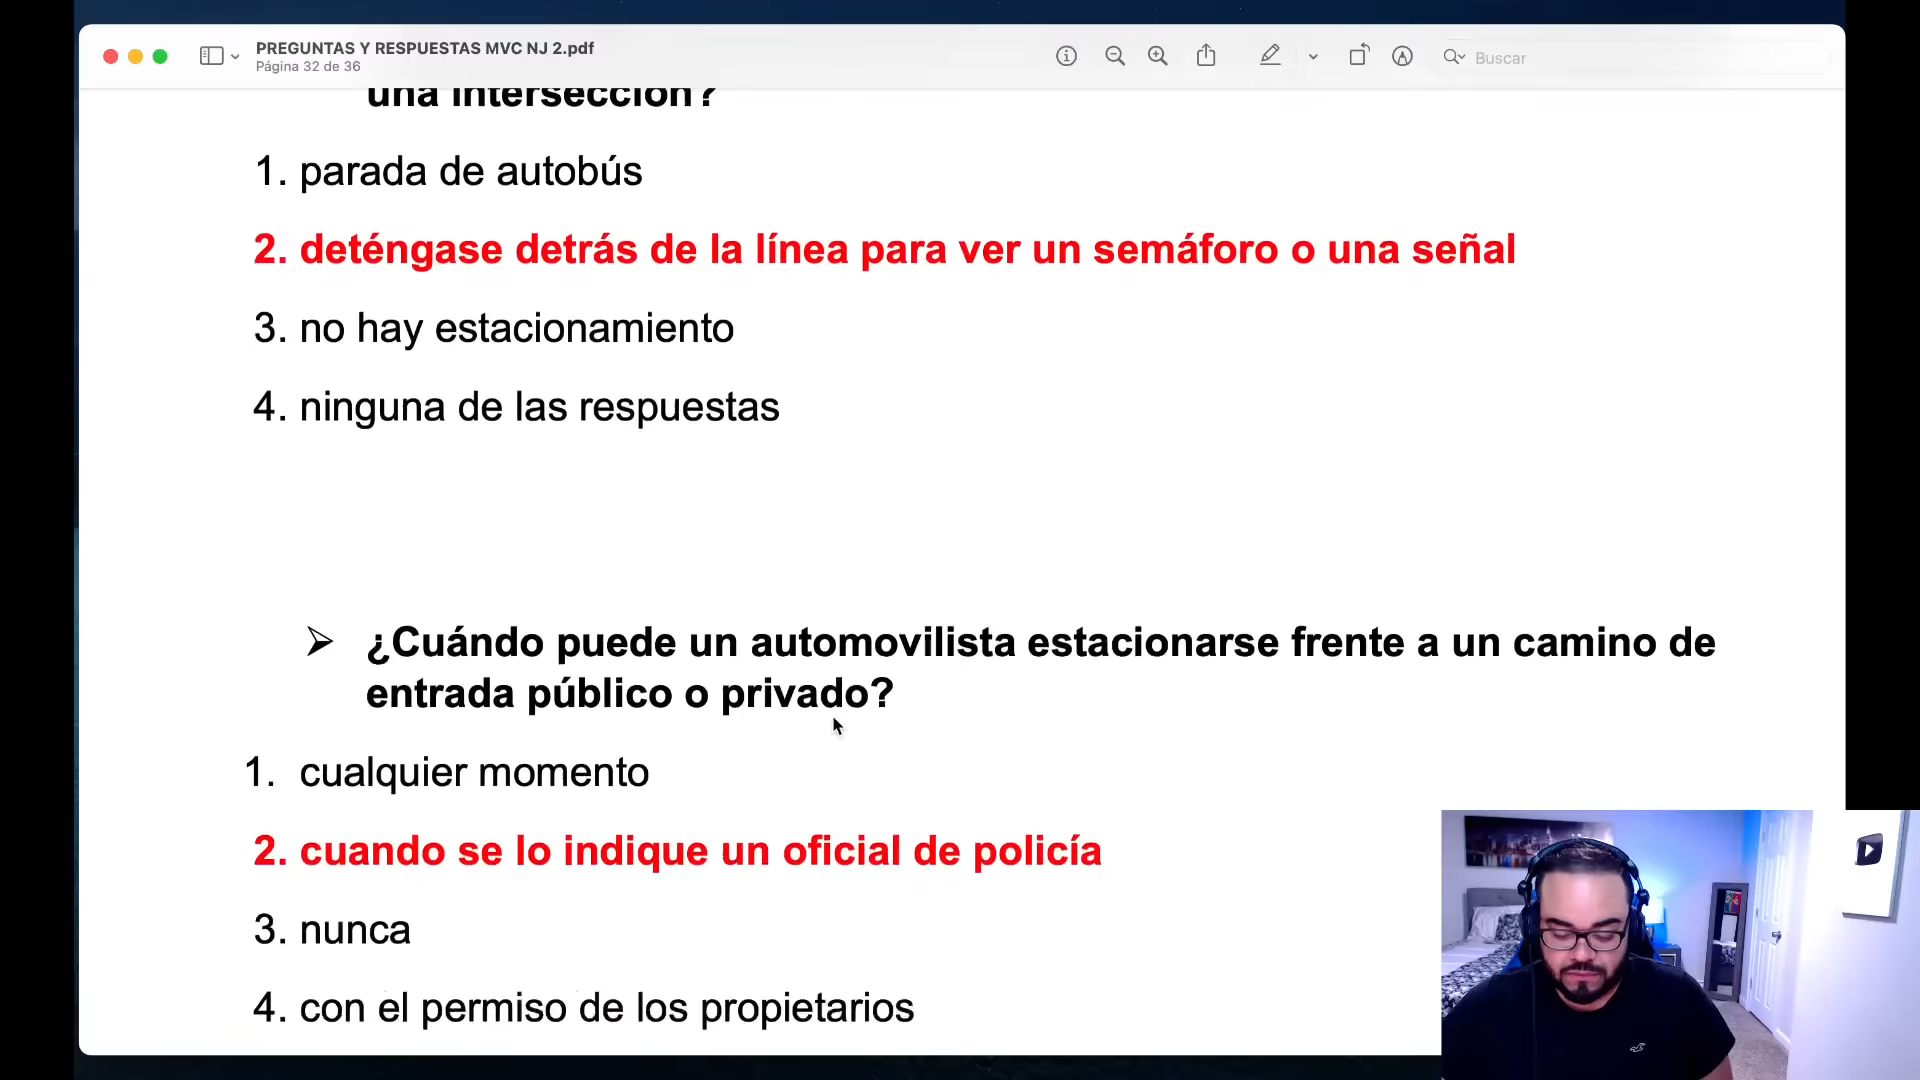 PREGUNTAS Y RESPUESTAS MVC NJ 2.pdf
Página 32 de 36
Buscar
una intersección?
1. parada de autobús
2. deténgase detrás de la línea para ver un semáforo o una señal
3. no hay estacionamiento
4. ninguna de las respuestas
➢ ¿Cuándo puede un automovilista estacionarse frente a un camino de
entrada público o privado?
1. cualquier momento
2. cuando se lo indique un oficial de policía
3. nunca
4. con el permiso de los propietarios